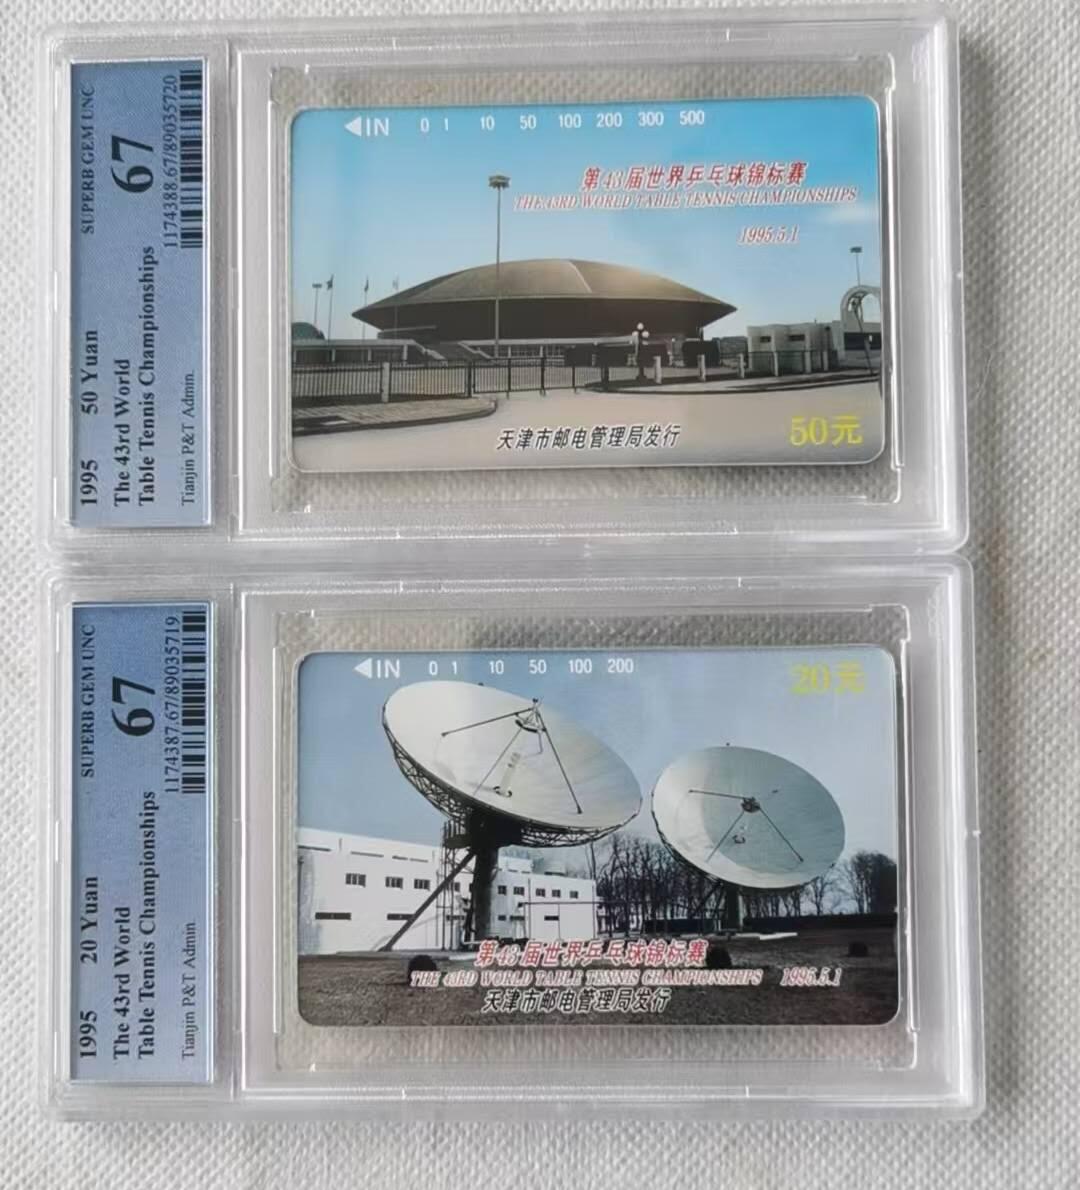 SUPERB GEM UNC
67
1174388.67/89035720
1995 50 Yuan
The 43rd World
Table Tennis Championships
Tianjin P&T Admin.
IN 0 1 10 50 100 200 300 500
第43届世界乒乓球锦标赛
THE 43RD WORLD TABLE TENNIS CHAMPIONSHIPS
1995.5.1
天津市邮电管理局发行
50元
SUPERB GEM UNC
67
1174387.67/89035719
1995 20 Yuan
The 43rd World
Table Tennis Championships
Tianjin P&T Admin
IN 0 1 10 50 100 200
20元
第43届世界乒乓球锦标赛
THE 43RD WORLD TABLE TENNIS CHAMPIONSHIPS 1995.5.1
天津市邮电管理局发行